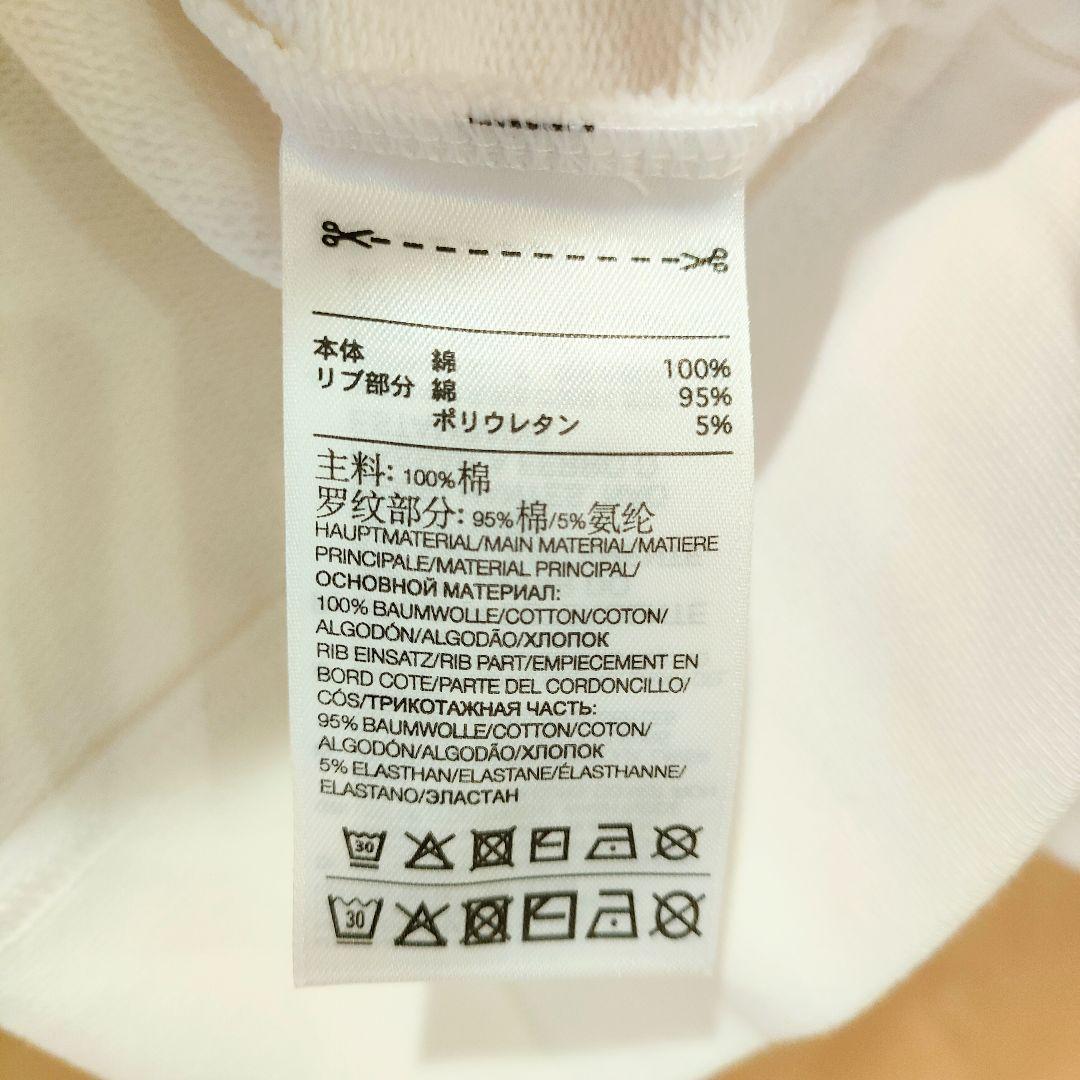 本体 綿 100%
リブ部分 綿 95%
ポリウレタン 5%
主料: 100%棉
罗纹部分: 95%棉/5%氨纶
HAUPTMATERIAL/MAIN MATERIAL/MATIERE
PRINCIPALE/MATERIAL PRINCIPAL/
ОСНОВНОЙ МАТЕРИАЛ:
100% BAUMWOLLE/COTTON/COTON/
ALGODÓN/ALGODÃO/ХЛОПОК
RIB EINSATZ/RIB PART/EMPIECEMENT EN
BORD COTE/PARTE DEL CORDONCILLO/
CÓS/ТРИКОТАЖНАЯ ЧАСТЬ:
95% BAUMWOLLE/COTTON/COTON/
ALGODÓN/ALGODÃO/ХЛОПОК
5% ELASTHAN/ELASTANE/ÉLASTHANNE/
ELASTANO/ЭЛАСТАН
30
30